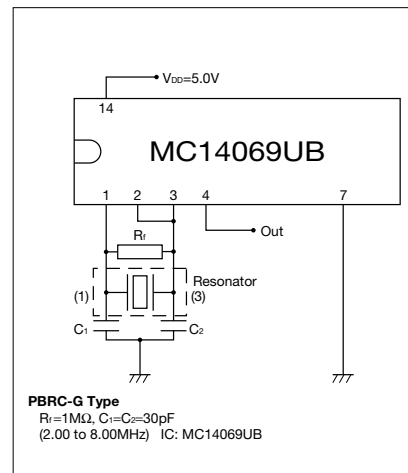 VDD=5.0V
14
MC14069UB
1 2 3 4 7
Rf
Out
Resonator
(1) (3)
C1 C2
PBRC-G Type
Rf=1MΩ, C1=C2=30pF
(2.00 to 8.00MHz) IC: MC14069UB